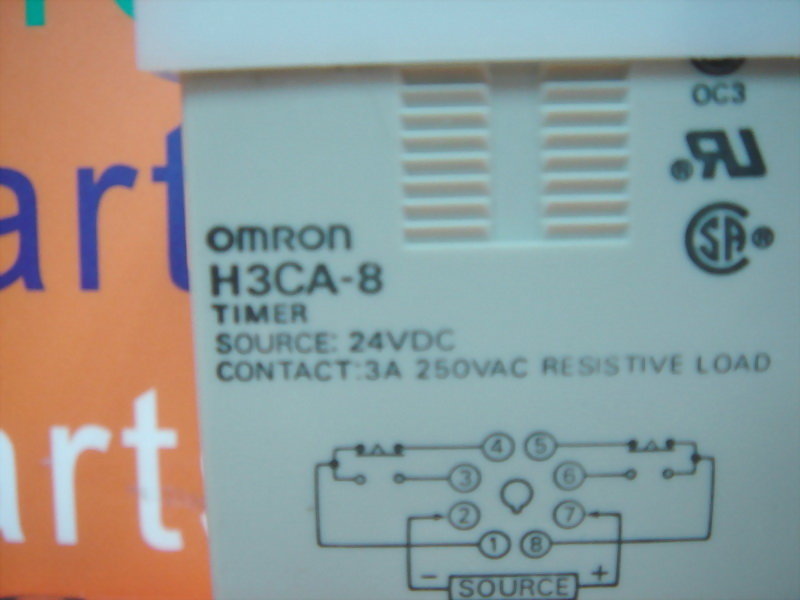 OC3
art
OMRON
H3CA-8
TIMER
SOURCE: 24VDC
CONTACT:3A 250VAC RESISTIVE LOAD
art
4 5
3 6
2 7
1 8
- SOURCE +